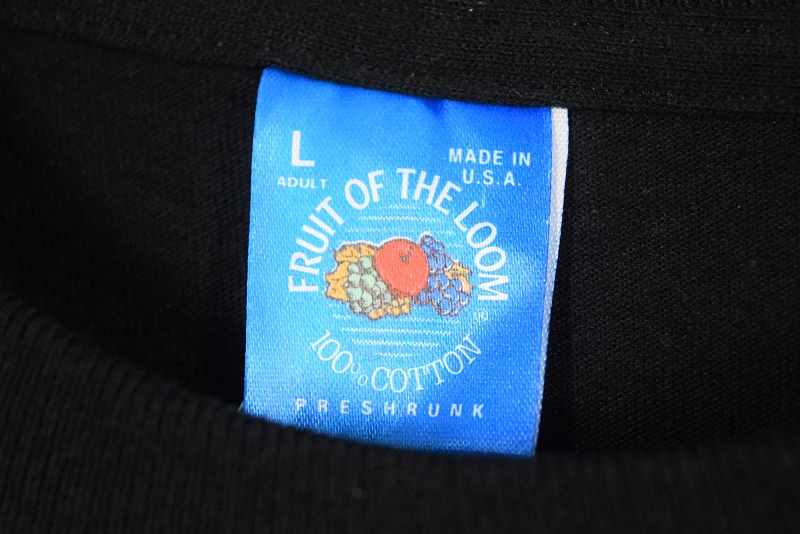 L
ADULT
MADE IN
U.S.A.
FRUIT OF THE LOOM
®
100% COTTON
PRESHRUNK